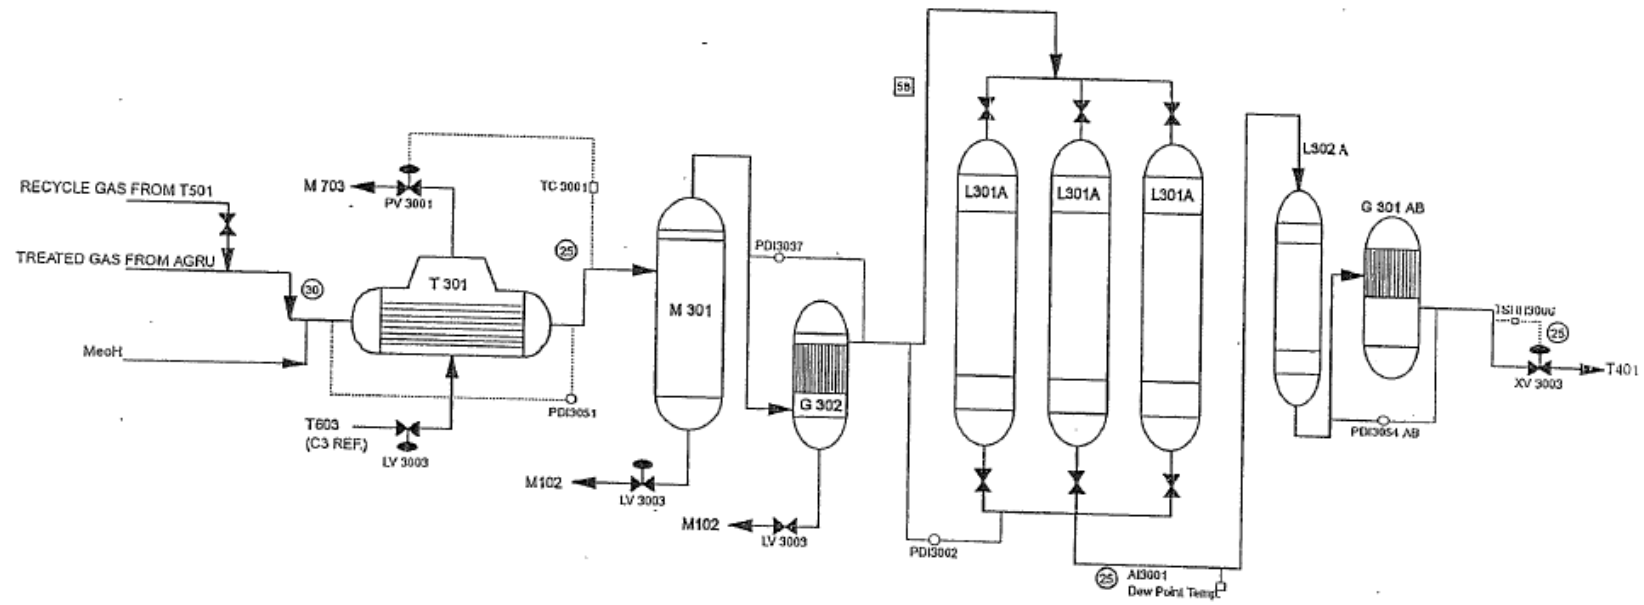 58
L302 A
L301A
L301A
L301A
M 703
PV 3001
TC 3001
RECYCLE GAS FROM T501
TREATED GAS FROM AGRU
G 301 AB
25
PDI3037
T 301
30
M 301
25
MeoH
T401
XV 3003
G 302
PDI3051
T603
(C3 REF.)
LV 3003
PDI3054 AB
M102
LV 3003
M102
LV 3003
PDI3002
25
AI3001
Dew Point Temp.